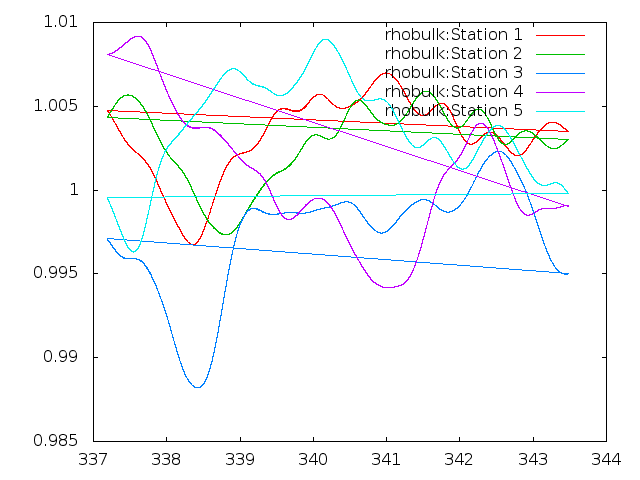 1.01
1.005
1
0.995
0.99
0.985
337 338 339 340 341 342 343 344
rhobulk:Station 1
rhobulk:Station 2
rhobulk:Station 3
rhobulk:Station 4
rhobulk:Station 5